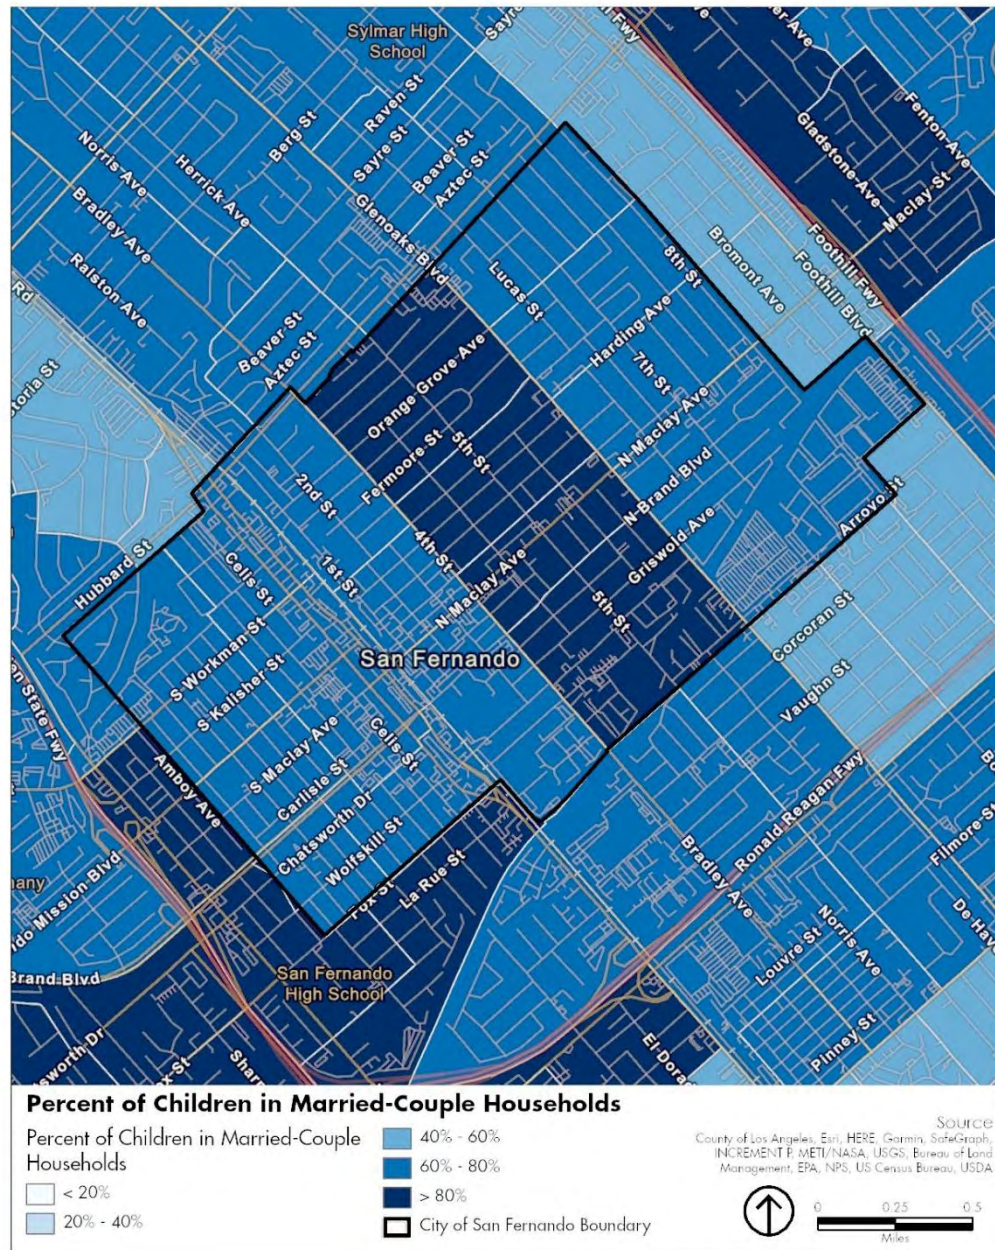 Sylmar High
School
Sayre
Fwy
Raven St
Berg St
Sayre St
Beaver St
Aztec St
Norris Ave
Herrick Ave
Bradley Ave
Glenoaks Blvd
Ralston Ave
Rd
Fenton Ave
Gladstone Ave
Maclay St
Foothill Fwy
Foothill Blvd
Bromont Ave
8th St
Lucas St
Harding Ave
7th St
Beaver St
Aztec St
Orange Grove Ave
Fermoore St
5th St
N Maclay Ave
N Brand Blvd
2nd St
4th St
Griswold Ave
Arroyo St
Hubbard St
Celis St
1st St
N Maclay Ave
5th St
San Fernando
Corcoran St
Vaughn St
S Workman St
S Kalisher St
S Maclay Ave
Celis St
Carlisle St
Amboy Ave
Chatsworth Dr
Wolfskill St
Fox St
La Rue St
Bradley Ave
Ronald Reagan Fwy
Filmore St
Norris Ave
Louvre St
Pinney St
Brand Blvd
San Fernando
High School
Percent of Children in Married-Couple Households
Percent of Children in Married-Couple
Households
< 20%
20% - 40%
40% - 60%
60% - 80%
> 80%
City of San Fernando Boundary
Source
County of Los Angeles, Esri, HERE, Garmin, SafeGraph,
INCREMENT P, METI/NASA, USGS, Bureau of Land
Management, EPA, NPS, US Census Bureau, USDA
0 0.25 0.5
Miles